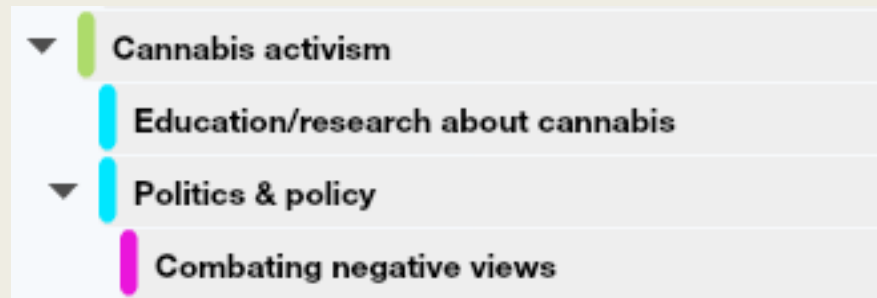 Cannabis activism
Education/research about cannabis
Politics & policy
Combating negative views